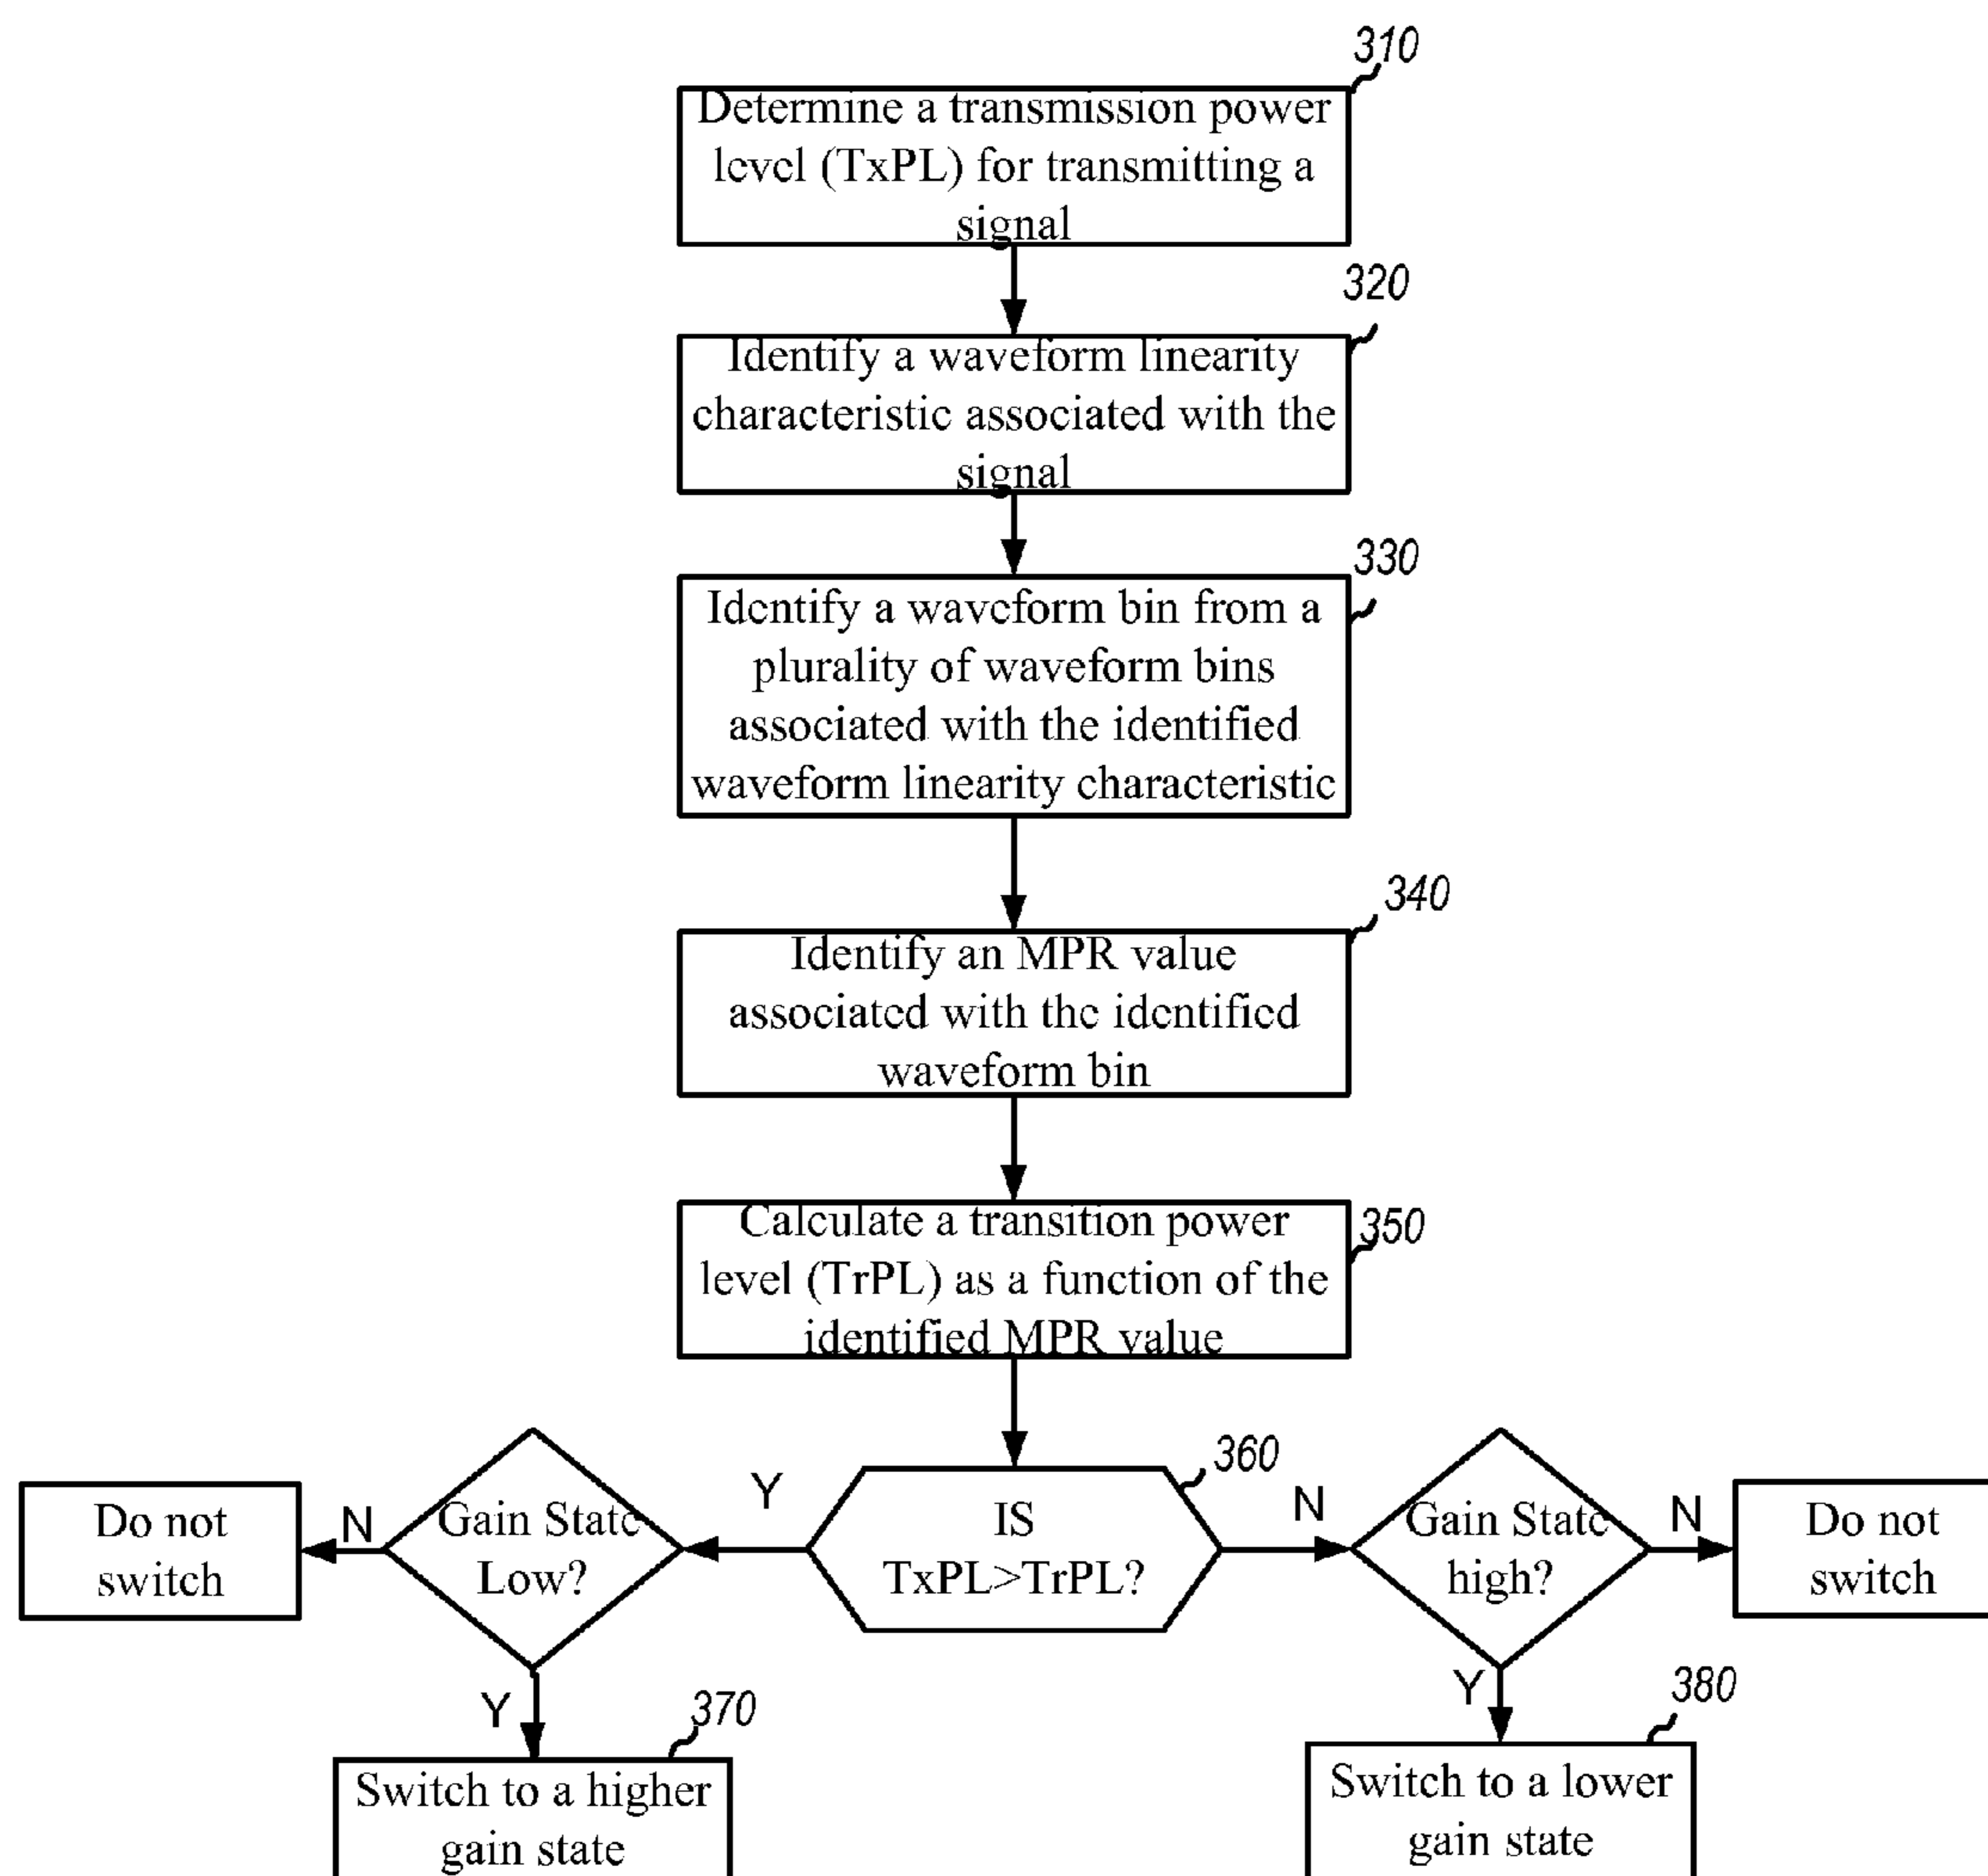 310
Determine a transmission power
level (TxPL) for transmitting a
signal
320
Identify a waveform linearity
characteristic associated with the
signal
330
Identify a waveform bin from a
plurality of waveform bins
associated with the identified
waveform linearity characteristic
340
Identify an MPR value
associated with the identified
waveform bin
350
Calculate a transition power
level (TrPL) as a function of the
identified MPR value
360
IS
TxPL>TrPL?
Y
Gain State
Low?
N
Do not
switch
Y
370
Switch to a higher
gain state
N
Gain State
high?
N
Do not
switch
Y
380
Switch to a lower
gain state